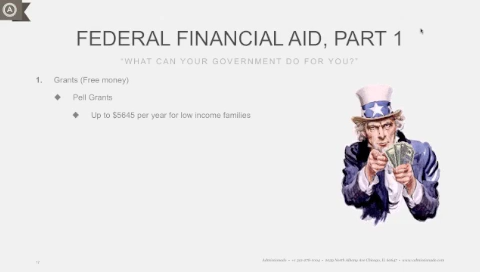 A
FEDERAL FINANCIAL AID, PART 1
"WHAT CAN YOUR GOVERNMENT DO FOR YOU?"
1. Grants (Free money)
◆ Pell Grants
◆ Up to $5645 per year for low income families